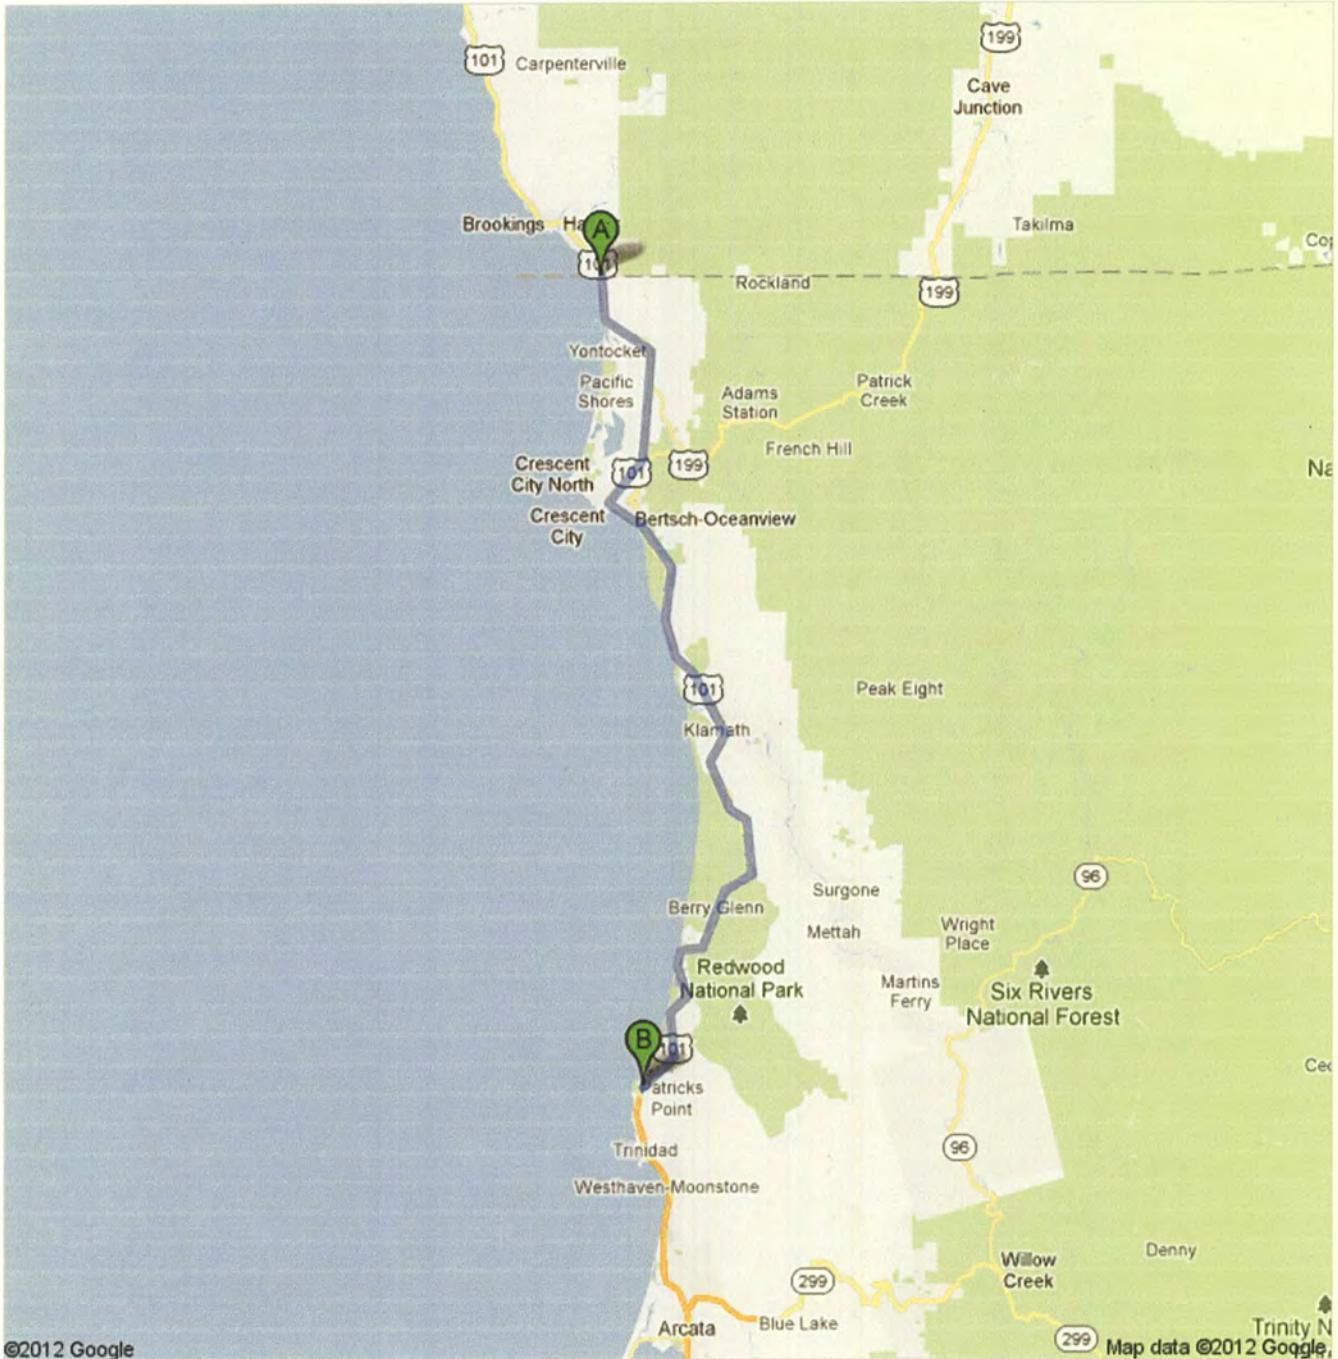 199
101
Carpenterville
Cave
Junction
Brookings
Ha
A
Takilma
101
Rockland
199
Yontocket
Pacific
Shores
Adams
Station
Patrick
Creek
French Hill
Crescent
City North
101
199
Crescent
City
Bertsch-Oceanview
Peak Eight
101
Klamath
96
Surgone
Berry Glenn
Mettah
Wright
Place
Redwood
National Park
Martins
Ferry
Six Rivers
National Forest
B
101
atricks
Point
96
Trinidad
Westhaven-Moonstone
Denny
Willow
Creek
299
Blue Lake
Arcata
299
Trinity N
©2012 Google
Map data ©2012 Google,